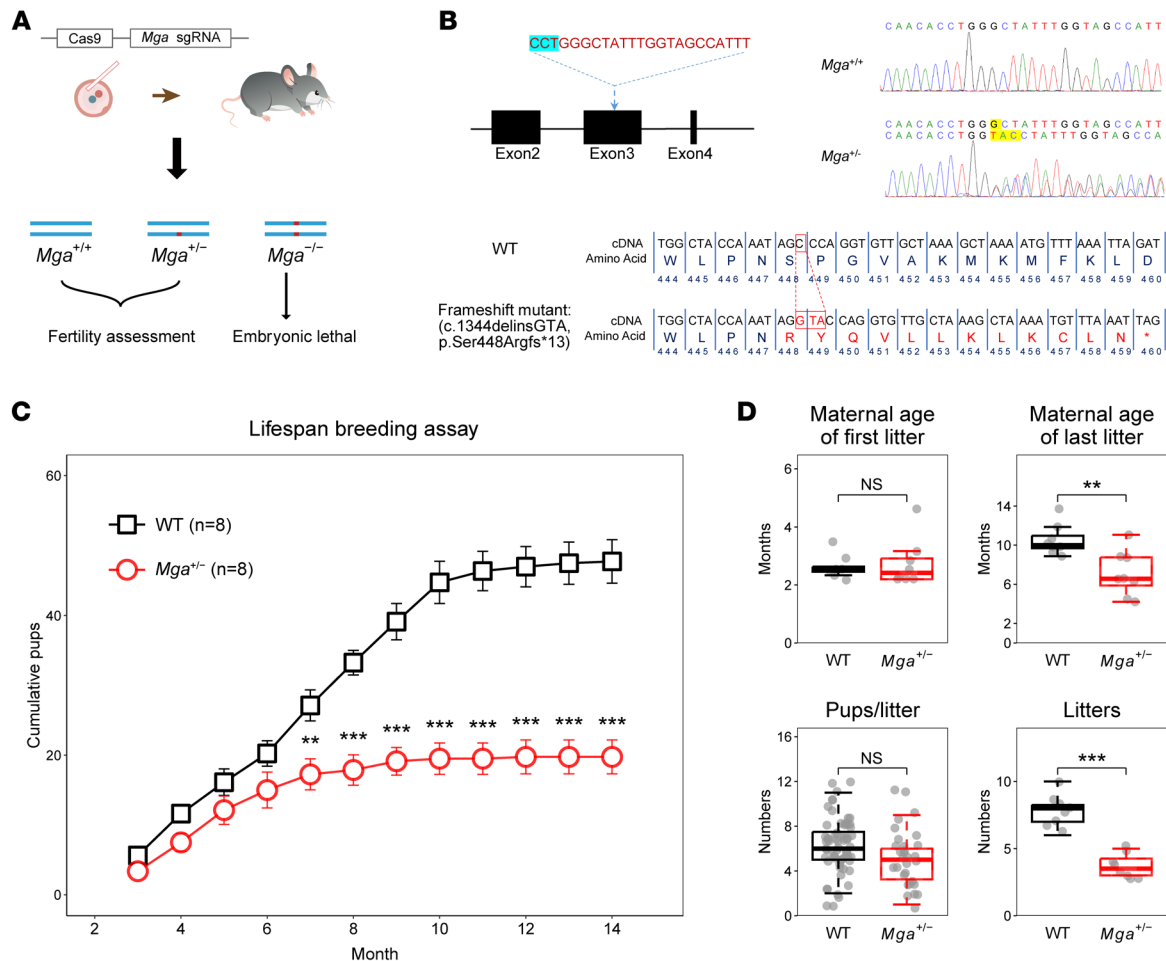 A
Cas9
Mga sgRNA
Mga+/+
Mga+/−
Mga−/−
Fertility assessment
Embryonic lethal
B
CCTGGGCTATTTGGTAGCCATTT
Exon2
Exon3
Exon4
CAACACCTGGGCTATTTGGTAGCCATT
Mga+/+
CAACACCTGGGCTATTTGGTAGCCATT
CAACACCTGGTACCTATTTGGTAGCCA
Mga+/-
WT
cDNA
TGG CTA CCA AAT AGC CCA GGT GTT GCT AAA GCT AAA ATG TTT AAA TTA GAT
Amino Acid
W L P N S P G V A K M K M F K L D
444 445 446 447 448 449 450 451 452 453 454 455 456 457 458 459 460
Frameshift mutant:
(c.1344delinsGTA,
p.Ser448Argfs*13)
cDNA
TGG CTA CCA AAT AGG TAC CAG GTG TTG CTA AAG CTA AAA TGT TTA AAT TAG
Amino Acid
W L P N R Y Q V L L K L K C L N *
444 445 446 447 448 449 450 451 452 453 454 455 456 457 458 459 460
C
Lifespan breeding assay
60
40
20
0
Cumulative pups
WT (n=8)
Mga+/− (n=8)
** *** *** *** *** *** *** ***
2 4 6 8 10 12 14
Month
D
Maternal age
of first litter
Months
6
4
2
0
NS
WT Mga+/−
Maternal age
of last litter
Months
14
10
6
3
0
**
WT Mga+/−
Pups/litter
Numbers
16
12
8
4
0
NS
WT Mga+/−
Litters
Numbers
10
5
0
***
WT Mga+/−